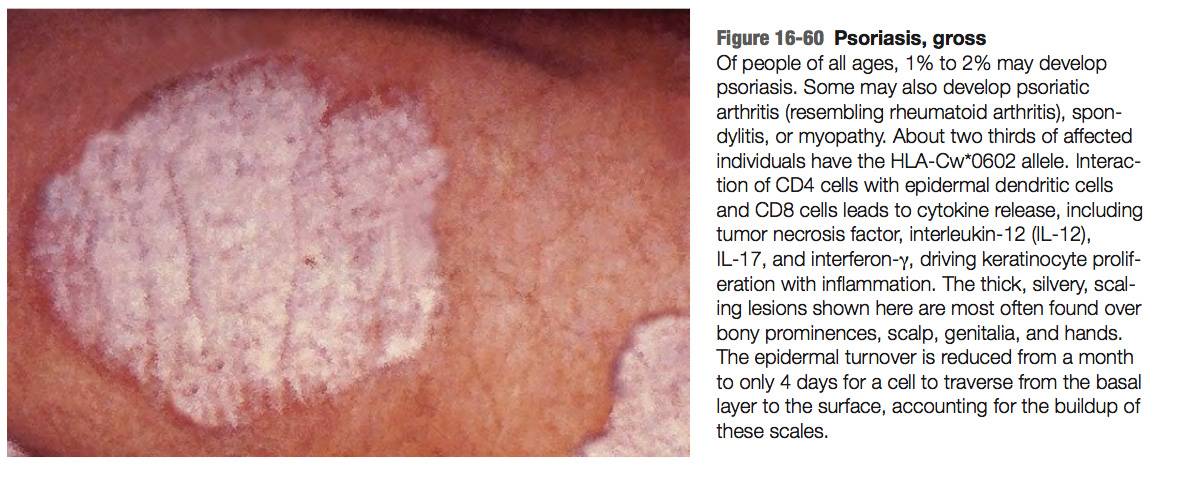 Figure 16-60 Psoriasis, gross
Of people of all ages, 1% to 2% may develop
psoriasis. Some may also develop psoriatic
arthritis (resembling rheumatoid arthritis), spon-
dylitis, or myopathy. About two thirds of affected
individuals have the HLA-Cw*0602 allele. Interac-
tion of CD4 cells with epidermal dendritic cells
and CD8 cells leads to cytokine release, including
tumor necrosis factor, interleukin-12 (IL-12),
IL-17, and interferon-γ, driving keratinocyte prolif-
eration with inflammation. The thick, silvery, scal-
ing lesions shown here are most often found over
bony prominences, scalp, genitalia, and hands.
The epidermal turnover is reduced from a month
to only 4 days for a cell to traverse from the basal
layer to the surface, accounting for the buildup of
these scales.